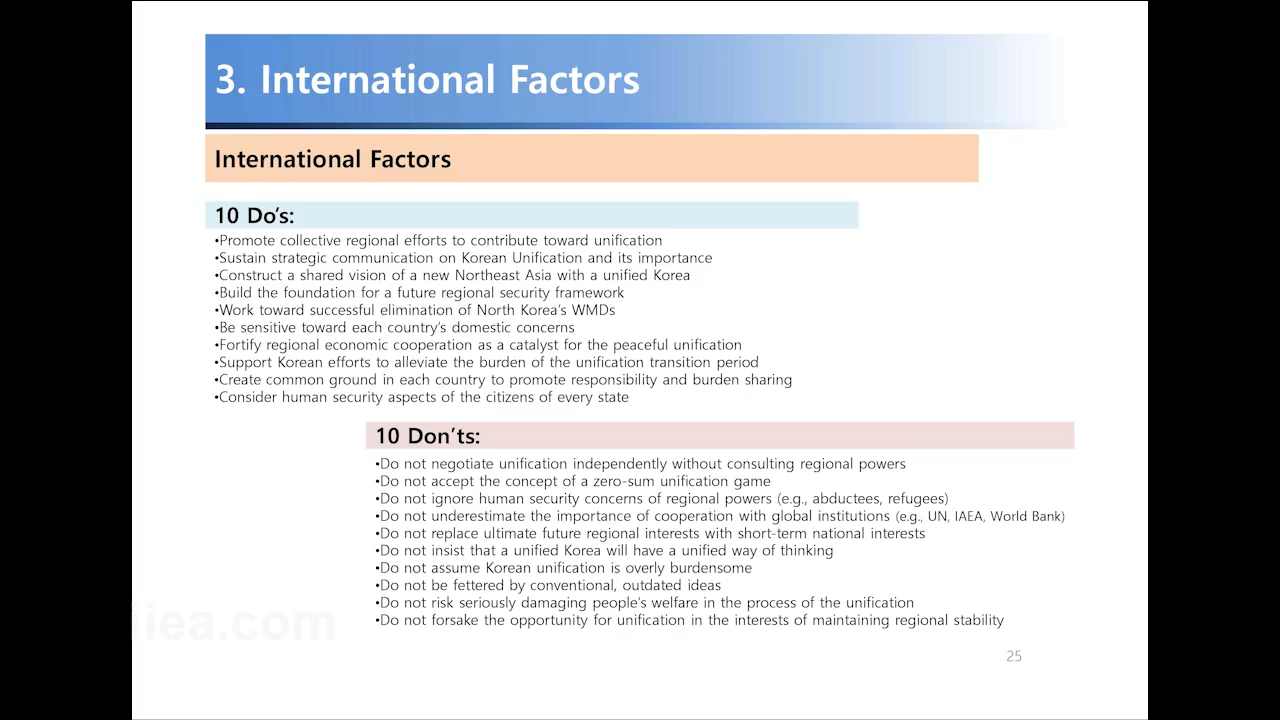 3. International Factors
International Factors
10 Do's:
•Promote collective regional efforts to contribute toward unification
•Sustain strategic communication on Korean Unification and its importance
•Construct a shared vision of a new Northeast Asia with a unified Korea
•Build the foundation for a future regional security framework
•Work toward successful elimination of North Korea's WMDs
•Be sensitive toward each country's domestic concerns
•Fortify regional economic cooperation as a catalyst for the peaceful unification
•Support Korean efforts to alleviate the burden of the unification transition period
•Create common ground in each country to promote responsibility and burden sharing
•Consider human security aspects of the citizens of every state
10 Don'ts:
•Do not negotiate unification independently without consulting regional powers
•Do not accept the concept of a zero-sum unification game
•Do not ignore human security concerns of regional powers (e.g., abductees, refugees)
•Do not underestimate the importance of cooperation with global institutions (e.g., UN, IAEA, World Bank)
•Do not replace ultimate future regional interests with short-term national interests
•Do not insist that a unified Korea will have a unified way of thinking
•Do not assume Korean unification is overly burdensome
•Do not be fettered by conventional, outdated ideas
•Do not risk seriously damaging people's welfare in the process of the unification
•Do not forsake the opportunity for unification in the interests of maintaining regional stability
iiea.com
25